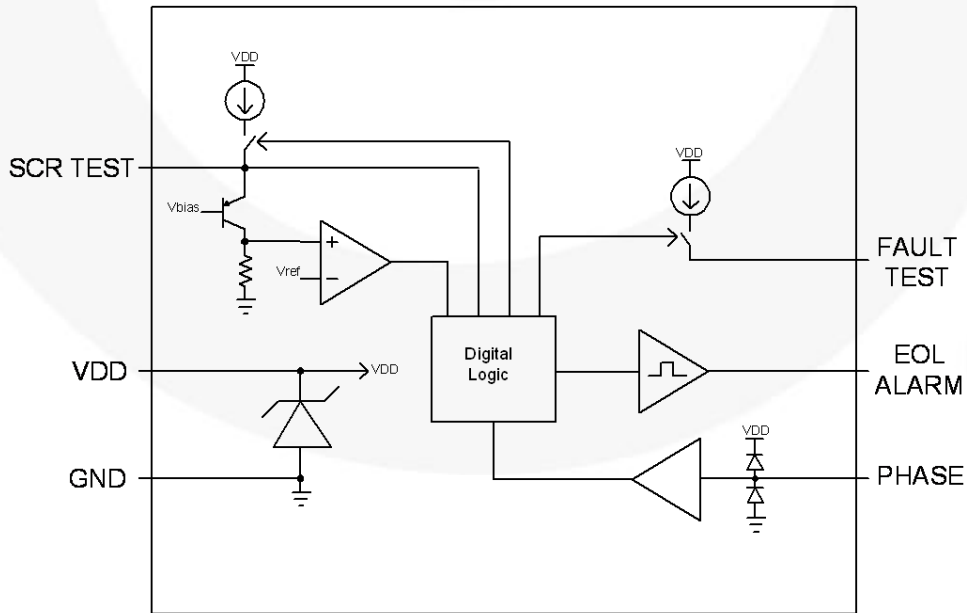 VDD
SCR TEST
VDD
Vbias
+
FAULT
TEST
Vref
−
Digital
Logic
VDD
VDD
EOL
ALARM
VDD
GND
PHASE